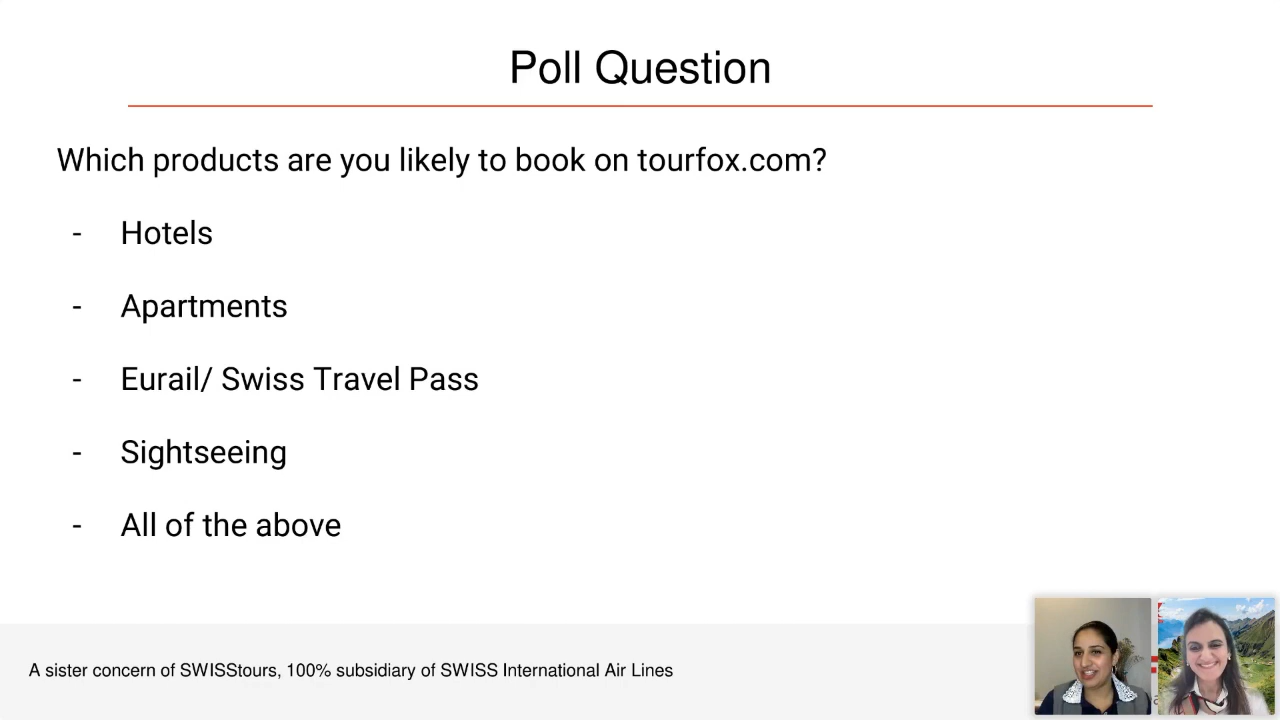 Poll Question
Which products are you likely to book on tourfox.com?
- Hotels
- Apartments
- Eurail/ Swiss Travel Pass
- Sightseeing
- All of the above
A sister concern of SWISStours, 100% subsidiary of SWISS International Air Lines